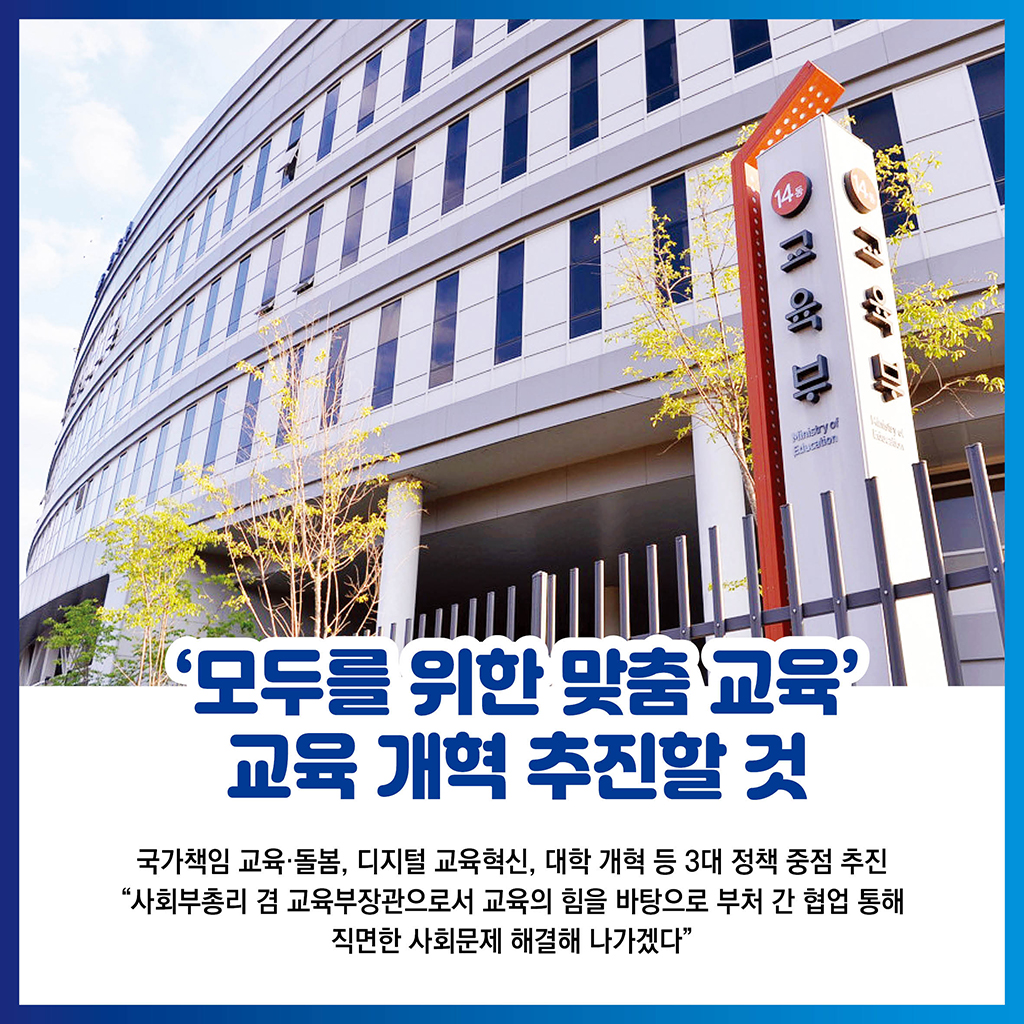 14동
교육부
Ministry of
Education
14동
교육부
Ministry of
Education
‘모두를 위한 맞춤 교육’
교육 개혁 추진할 것
국가책임 교육·돌봄, 디지털 교육혁신, 대학 개혁 등 3대 정책 중점 추진
“사회부총리 겸 교육부장관으로서 교육의 힘을 바탕으로 부처 간 협업 통해
직면한 사회문제 해결해 나가겠다”